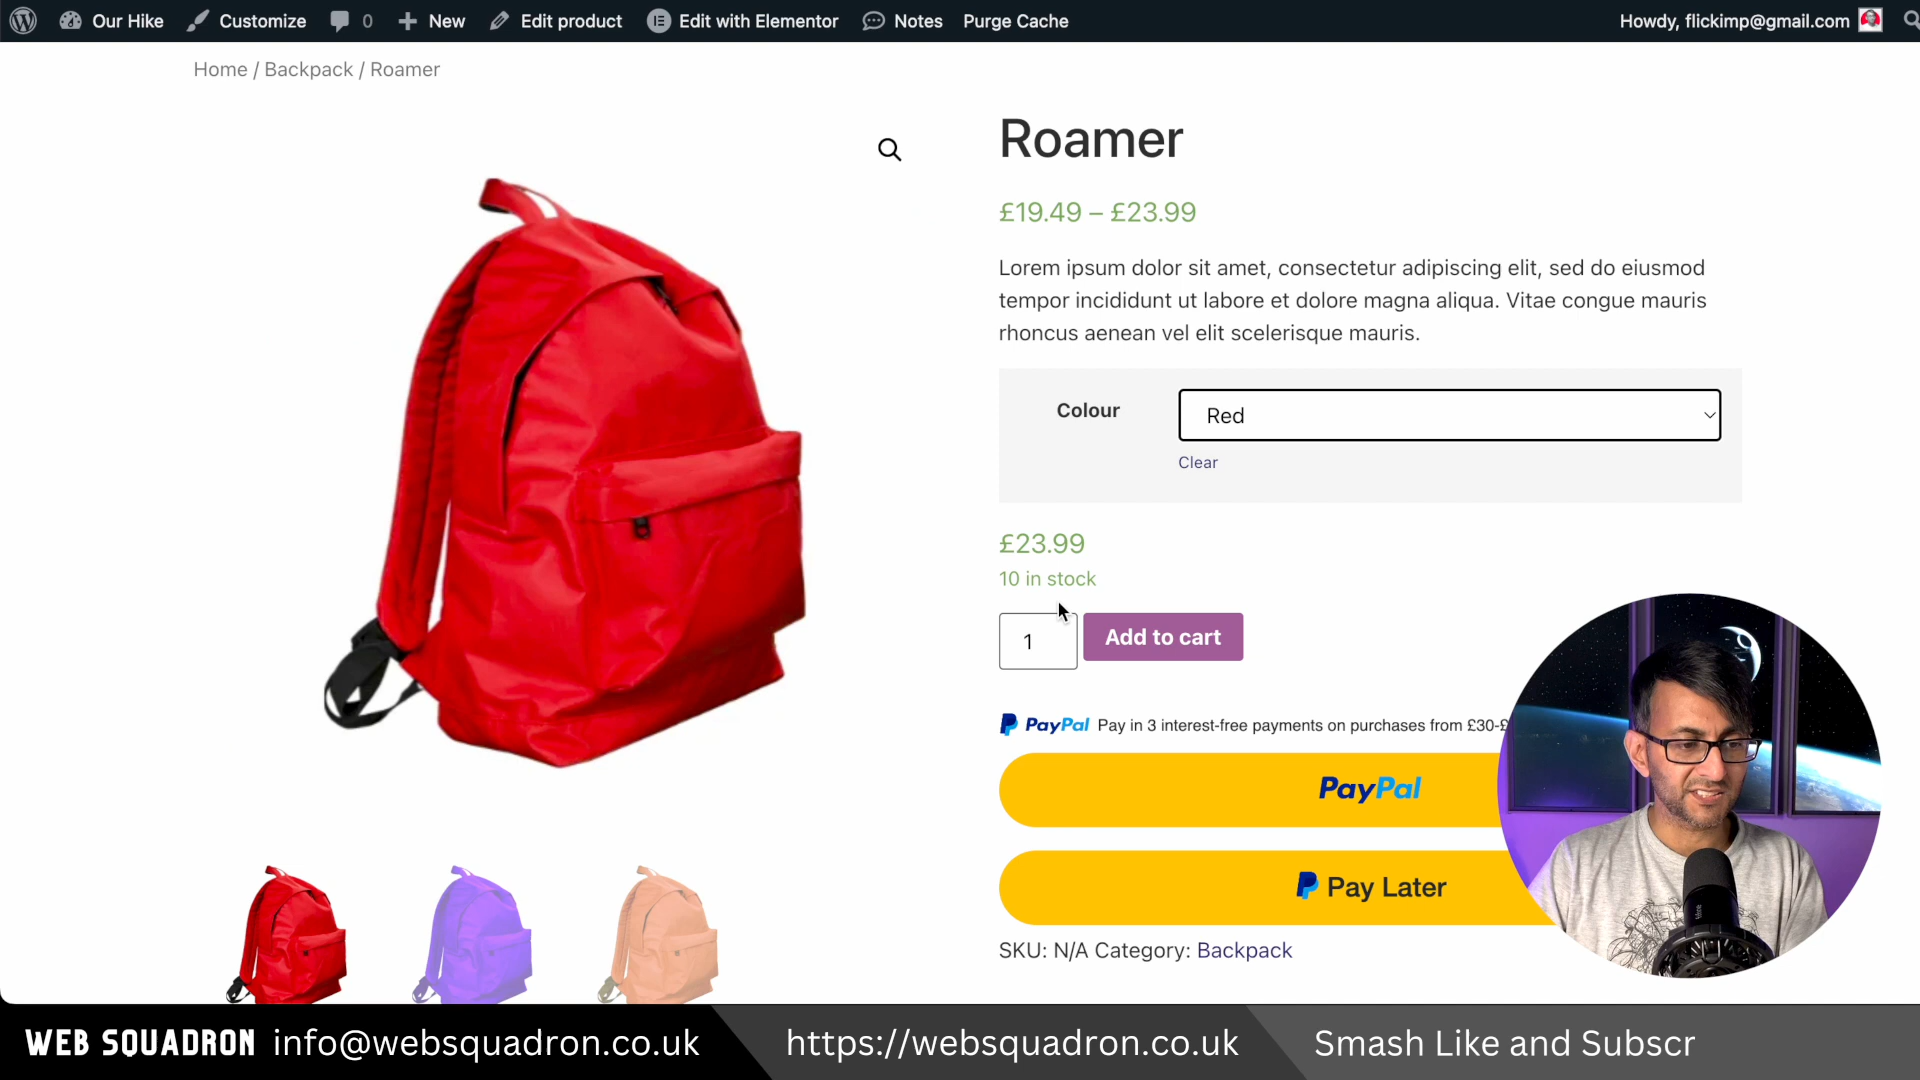 Our Hike Customize 0 New Edit product Edit with Elementor Notes Purge Cache Howdy, flickimp@gmail.com
Home / Backpack / Roamer
Roamer
£19.49 – £23.99
Lorem ipsum dolor sit amet, consectetur adipiscing elit, sed do eiusmod
tempor incididunt ut labore et dolore magna aliqua. Vitae congue mauris
rhoncus aenean vel elit scelerisque mauris.
Colour Red
Clear
£23.99
10 in stock
1 Add to cart
PayPal Pay in 3 interest-free payments on purchases from £30-£
PayPal
Pay Later
SKU: N/A Category: Backpack
WEB SQUADRON info@websquadron.co.uk https://websquadron.co.uk Smash Like and Subscr